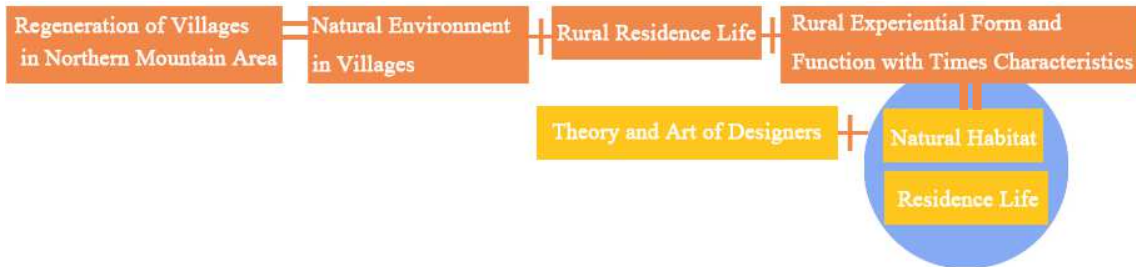 Regeneration of Villages
in Northern Mountain Area
Natural Environment
in Villages
Rural Residence Life
Rural Experiential Form and
Function with Times Characteristics
Theory and Art of Designers
Natural Habitat
Residence Life